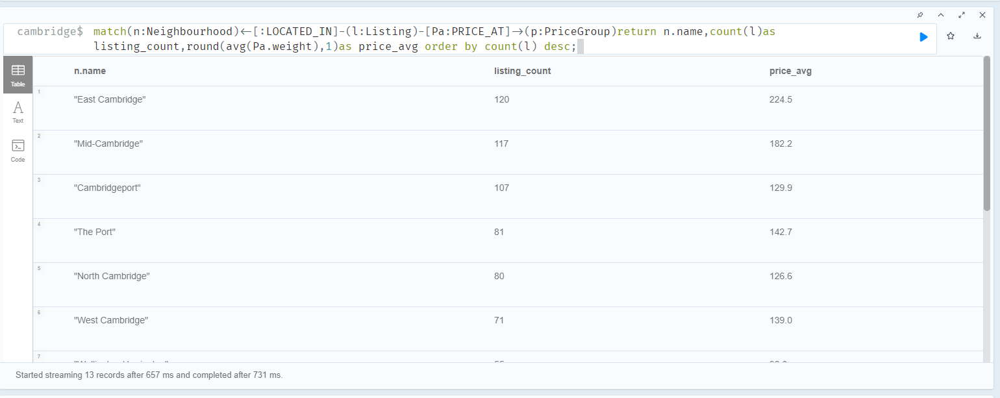 cambridge$ match(n:Neighbourhood)<-[:LOCATED_IN]-(l:Listing)-[Pa:PRICE_AT]->(p:PriceGroup)return n.name,count(l)as
listing_count,round(avg(Pa.weight),1)as price_avg order by count(l) desc;
Table
Text
Code
n.name listing_count price_avg
1 "East Cambridge" 120 224.5
2 "Mid-Cambridge" 117 182.2
3 "Cambridgeport" 107 129.9
4 "The Port" 81 142.7
5 "North Cambridge" 80 126.6
6 "West Cambridge" 71 139.0
7
Started streaming 13 records after 657 ms and completed after 731 ms.